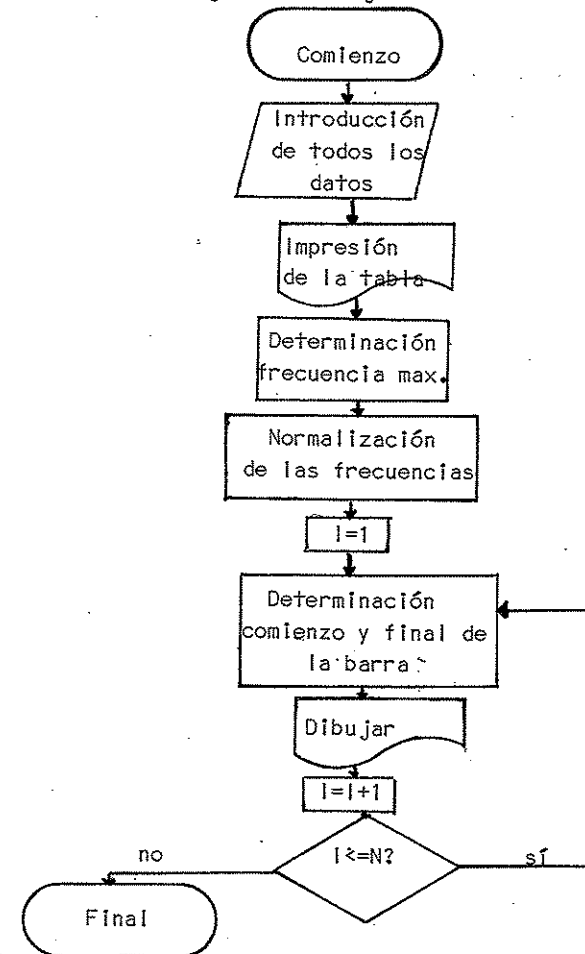 Comienzo
Introducción
de todos los
datos
Impresión
de la tabla
Determinación
frecuencia max.
Normalización
de las frecuencias
I=1
Determinación
comienzo y final de
la barra
Dibujar
I=I+1
I<=N?
no
sí
Final